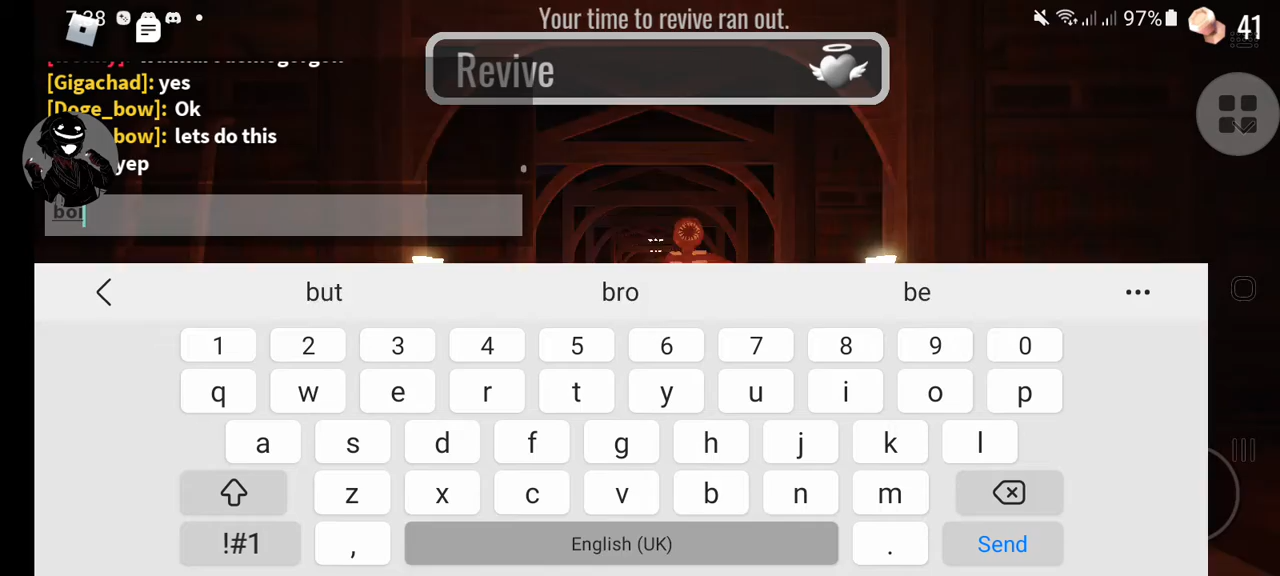 7:28
Your time to revive ran out.
97%
41
Revive
[Gigachad]: yes
[Doge_bow]: Ok
bow]: lets do this
yep
boi
but bro be
1 2 3 4 5 6 7 8 9 0
q w e r t y u i o p
a s d f g h j k l
z x c v b n m
!#1 , English (UK) . Send